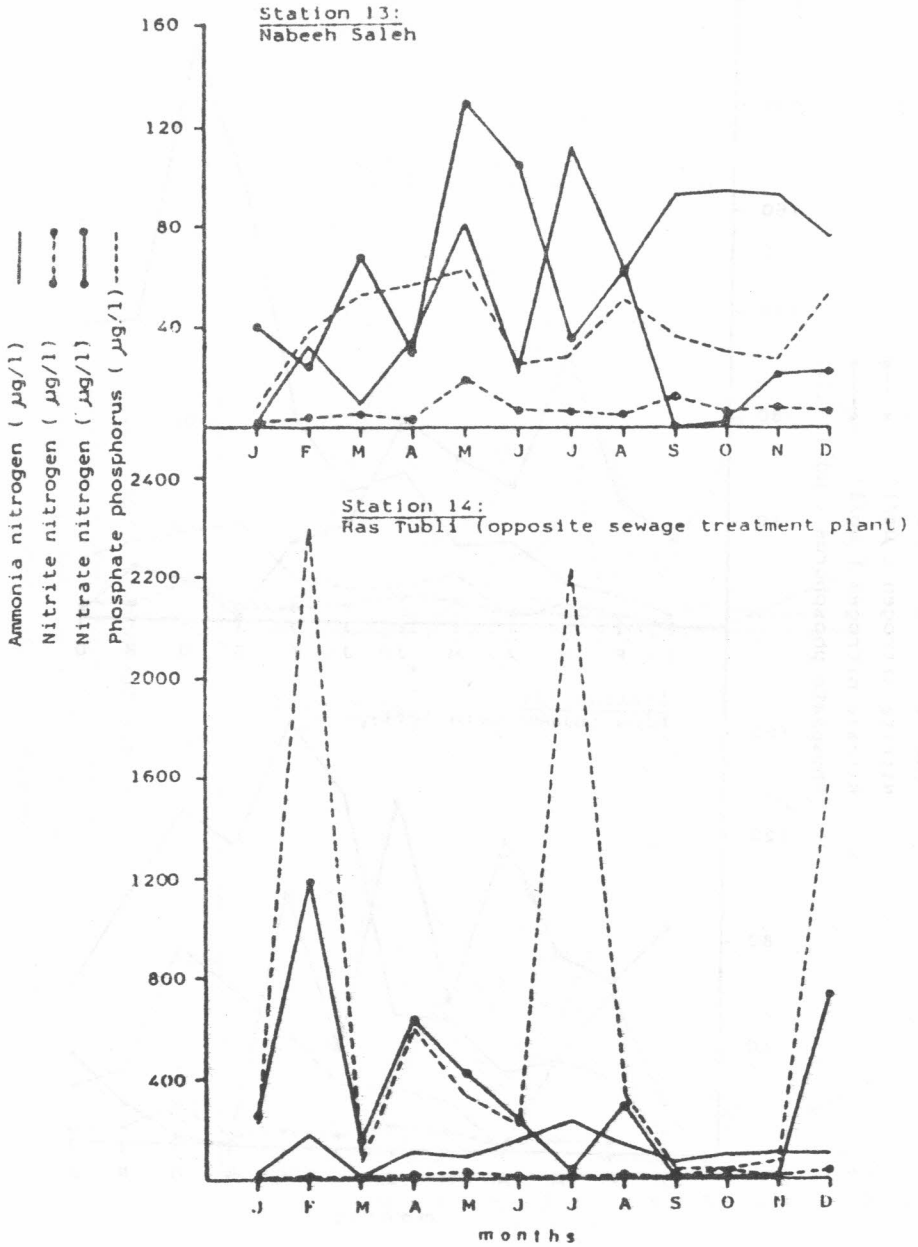 Station 13:
Nabeeh Saleh
160
120
80
40
J F M A M J J A S O N D
Ammonia nitrogen ( µg/l)
Nitrite nitrogen ( µg/l)
Nitrate nitrogen ( µg/l)
Phosphate phosphorus ( µg/l)
Station 14:
Ras Tubli (opposite sewage treatment plant)
2400
2200
2000
1600
1200
800
400
J F M A M J J A S O N D
months